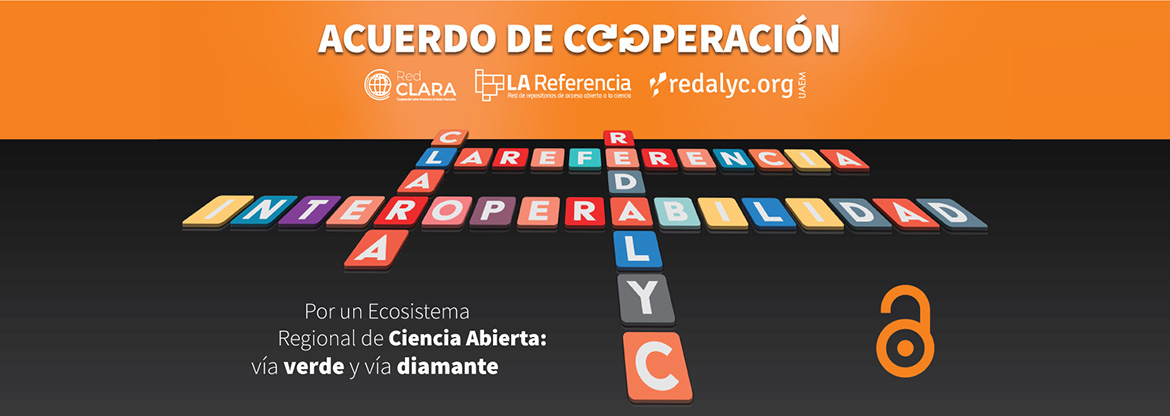 ACUERDO DE COOPERACIÓN
Red
CLARA
LA Referencia
Red de repositorios de acceso abierto a la ciencia
redalyc.org
UAEM
CLARA
LAREFERENCIA
REDALYC
INTEROPERABILIDAD
Por un Ecosistema
Regional de Ciencia Abierta:
vía verde y vía diamante